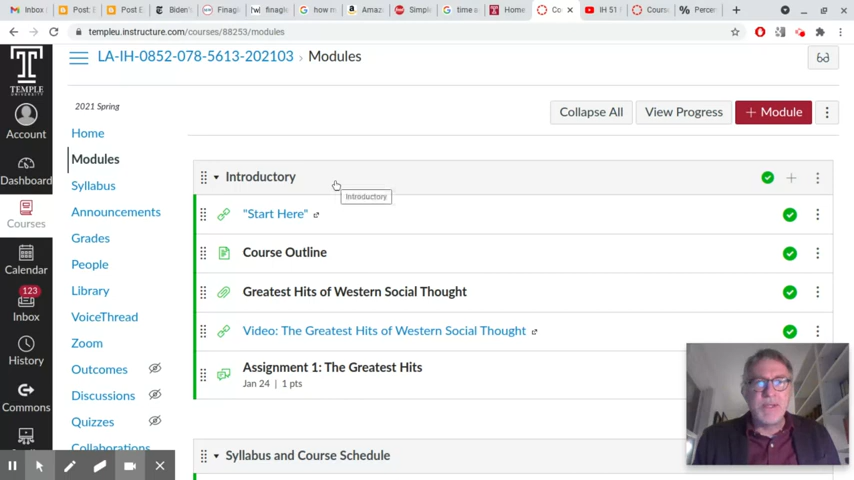 Inbox
Post: E
Post E
Biden'
Finagl
finagle
how m
Amazo
Simple
time a
Home
Co
IH 51
Cours
Percen
templeu.instructure.com/courses/88253/modules
TEMPLE
UNIVERSITY
LA-IH-0852-078-5613-202103 › Modules
2021 Spring
Collapse All
View Progress
+ Module
Account
Dashboard
Courses
Calendar
123
Inbox
History
Commons
Home
Modules
Syllabus
Announcements
Grades
People
Library
VoiceThread
Zoom
Outcomes
Discussions
Quizzes
Collaborations
Introductory
Introductory
"Start Here"
Course Outline
Greatest Hits of Western Social Thought
Video: The Greatest Hits of Western Social Thought
Assignment 1: The Greatest Hits
Jan 24 | 1 pts
Syllabus and Course Schedule